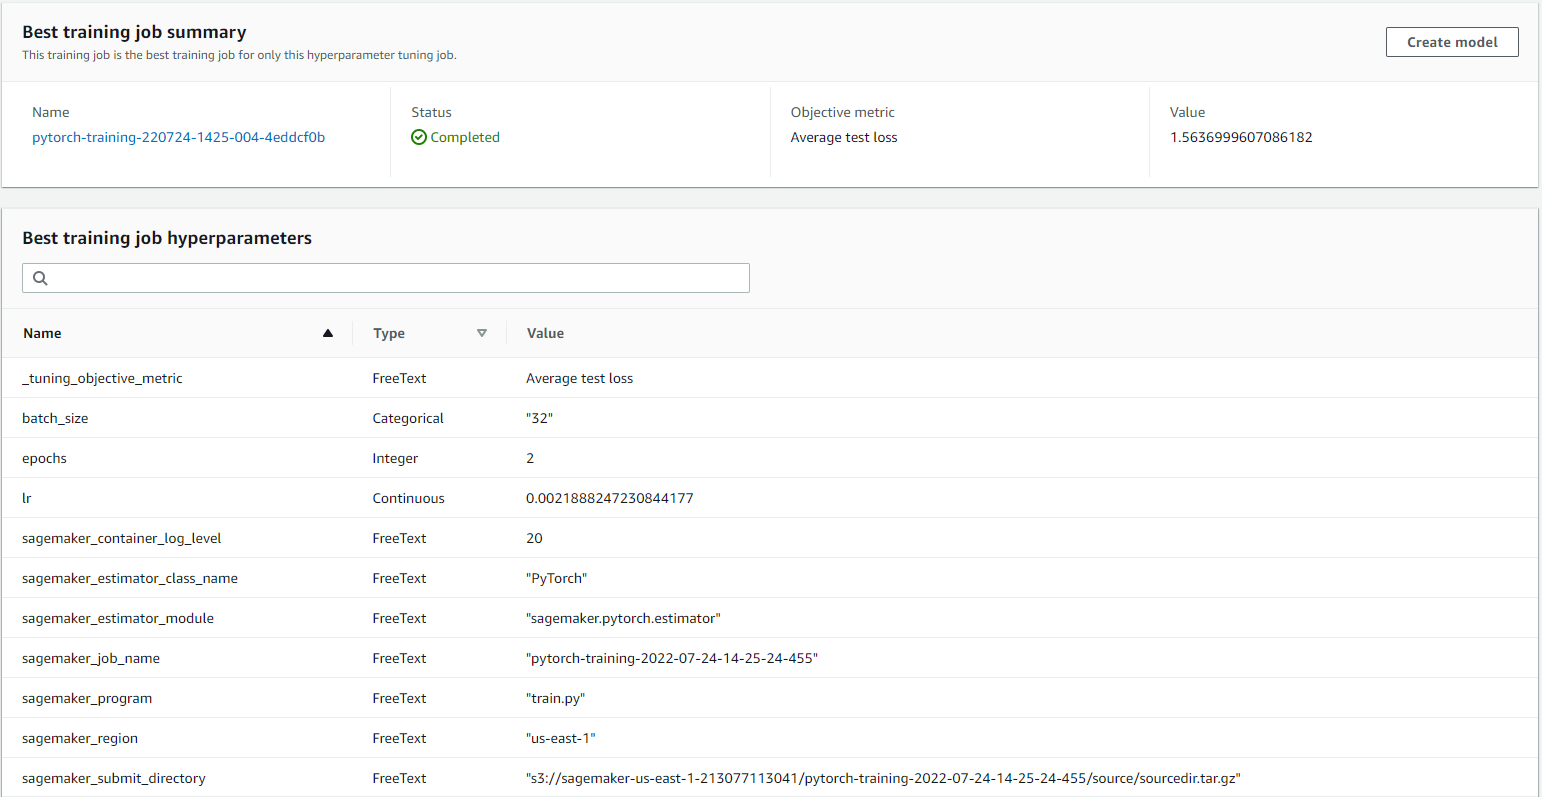 Best training job summary
This training job is the best training job for only this hyperparameter tuning job.
Create model
Name Status Objective metric Value
pytorch-training-220724-1425-004-4eddcf0b Completed Average test loss 1.5636999607086182
Best training job hyperparameters
Name Type Value
_tuning_objective_metric FreeText Average test loss
batch_size Categorical "32"
epochs Integer 2
lr Continuous 0.0021888247230844177
sagemaker_container_log_level FreeText 20
sagemaker_estimator_class_name FreeText "PyTorch"
sagemaker_estimator_module FreeText "sagemaker.pytorch.estimator"
sagemaker_job_name FreeText "pytorch-training-2022-07-24-14-25-24-455"
sagemaker_program FreeText "train.py"
sagemaker_region FreeText "us-east-1"
sagemaker_submit_directory FreeText "s3://sagemaker-us-east-1-213077113041/pytorch-training-2022-07-24-14-25-24-455/source/sourcedir.tar.gz"